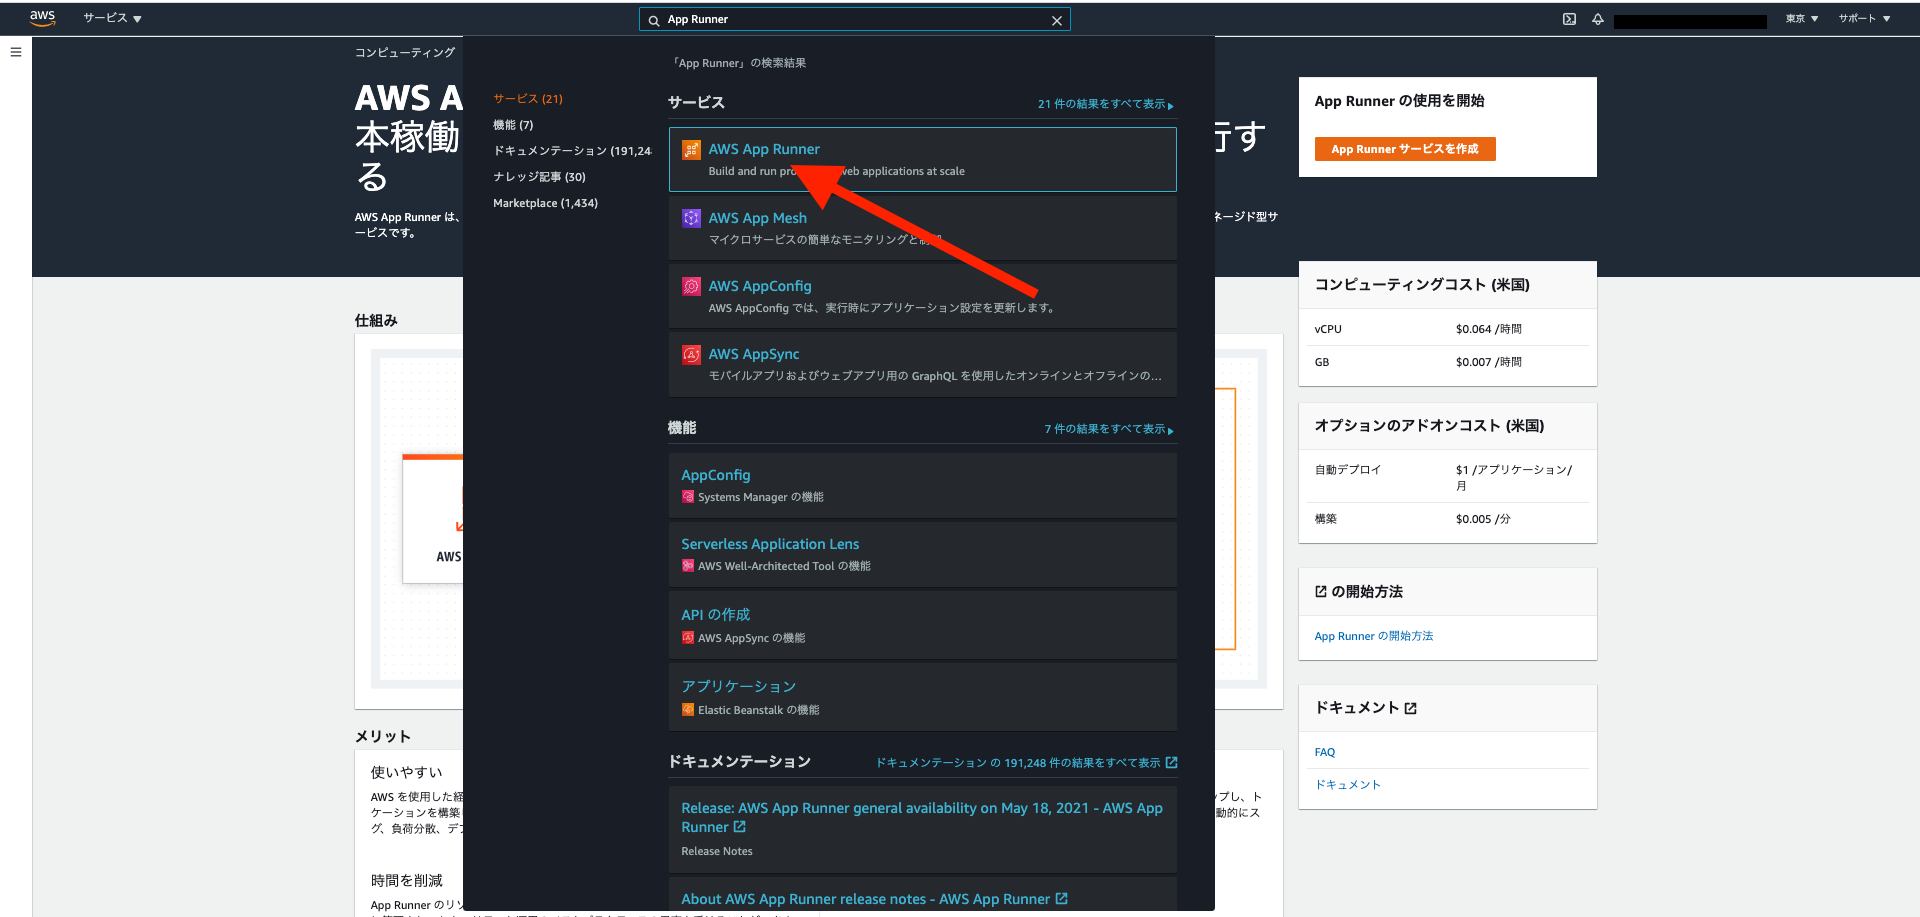 aws
サービス ▼
App Runner
東京 ▼
サポート ▼
コンピューティング
AWS A
本稼働
行す
る
AWS App Runner は、
ネージド型サ
ービスです。
「App Runner」の検索結果
サービス (21)
機能 (7)
ドキュメンテーション (191,24
ナレッジ記事 (30)
Marketplace (1,434)
サービス
21 件の結果をすべて表示
AWS App Runner
Build and run pro
web applications at scale
AWS App Mesh
マイクロサービスの簡単なモニタリングと制御
AWS AppConfig
AWS AppConfig では、実行時にアプリケーション設定を更新します。
AWS AppSync
モバイルアプリおよびウェブアプリ用の GraphQL を使用したオンラインとオフラインの...
機能
7 件の結果をすべて表示
AppConfig
Systems Manager の機能
Serverless Application Lens
AWS Well-Architected Tool の機能
API の作成
AWS AppSync の機能
アプリケーション
Elastic Beanstalk の機能
ドキュメンテーション
ドキュメンテーション の 191,248 件の結果をすべて表示
Release: AWS App Runner general availability on May 18, 2021 - AWS App
Runner
Release Notes
About AWS App Runner release notes - AWS App Runner
App Runner の使用を開始
App Runner サービスを作成
コンピューティングコスト (米国)
vCPU
$0.064 /時間
GB
$0.007 /時間
オプションのアドオンコスト (米国)
自動デプロイ
$1 /アプリケーション/
月
構築
$0.005 /分
の開始方法
App Runner の開始方法
ドキュメント
FAQ
ドキュメント
仕組み
AWS
メリット
使いやすい
AWS を使用した経
ップし、ト
ケーションを構築
動的にス
グ、負荷分散、デプ
時間を削減
App Runner のリソ